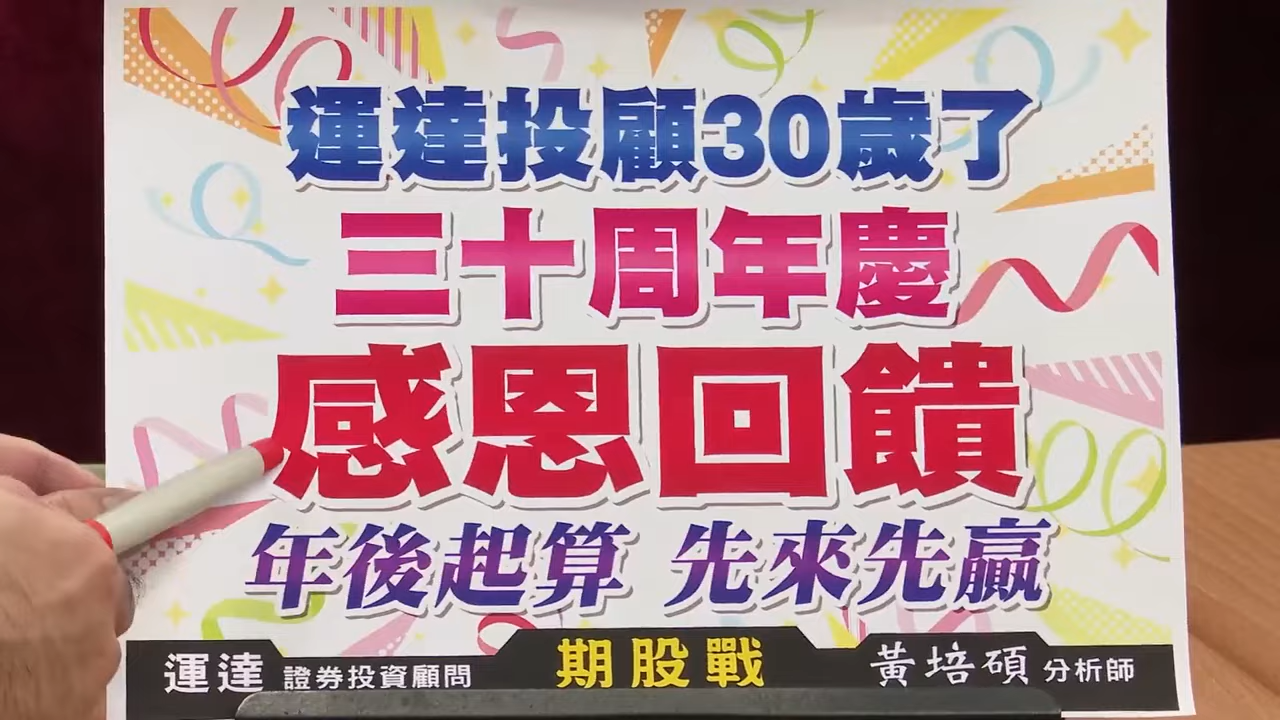 運達投顧30歲了
三十周年慶
感恩回饋
年後起算 先來先贏
運達 證券投資顧問 期股戰 黃培碩 分析師